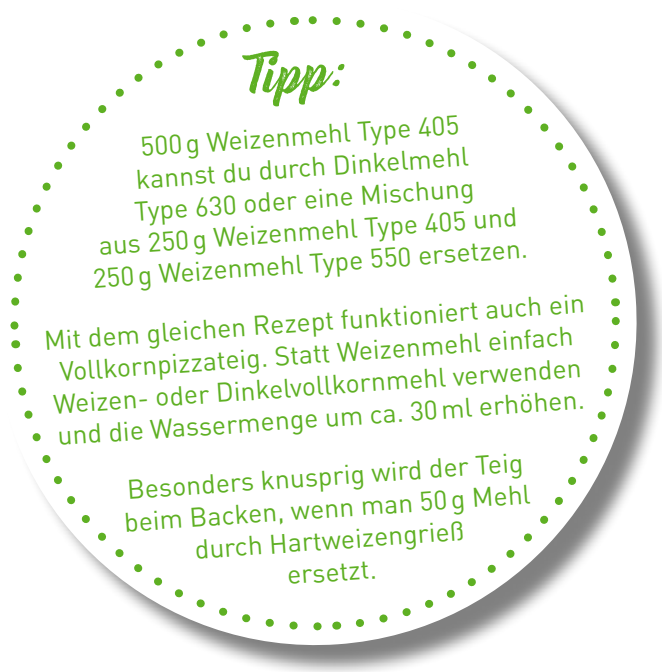 Tipp:
500 g Weizenmehl Type 405
kannst du durch Dinkelmehl
Type 630 oder eine Mischung
aus 250 g Weizenmehl Type 405 und
250 g Weizenmehl Type 550 ersetzen.
Mit dem gleichen Rezept funktioniert auch ein
Vollkornpizzateig. Statt Weizenmehl einfach
Weizen- oder Dinkelvollkornmehl verwenden
und die Wassermenge um ca. 30 ml erhöhen.
Besonders knusprig wird der Teig
beim Backen, wenn man 50 g Mehl
durch Hartweizengrieß
ersetzt.